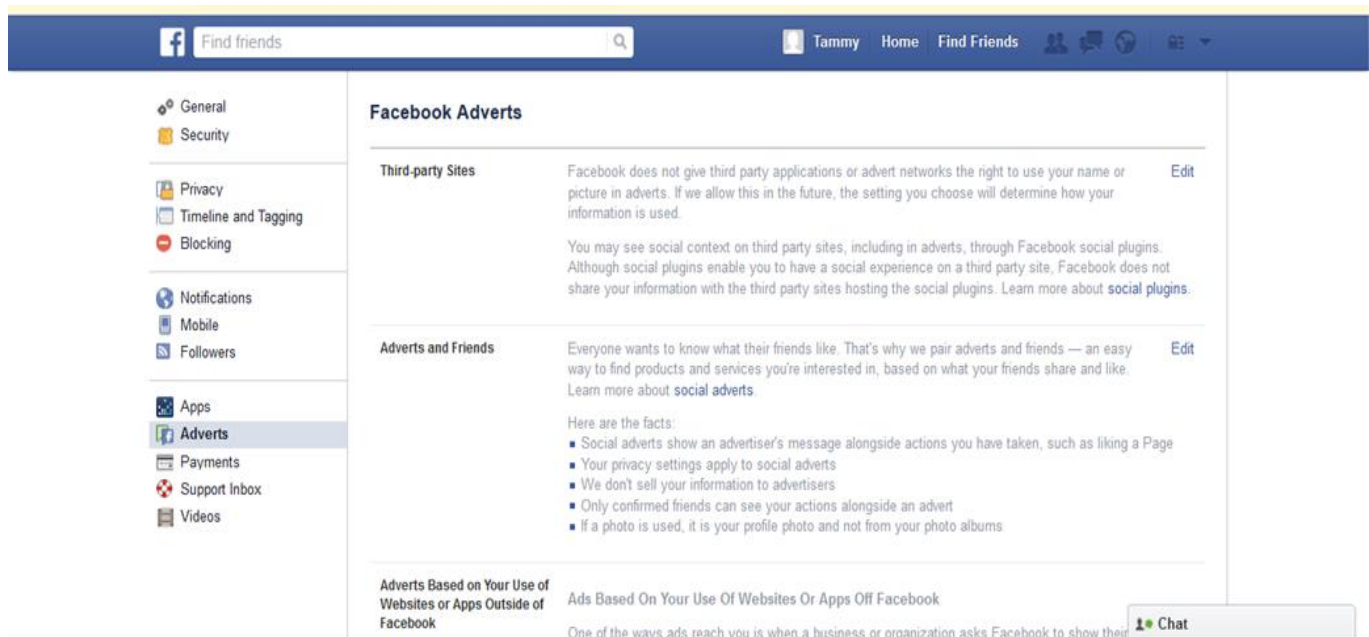 f
Find friends
Tammy Home Find Friends
General
Security
Privacy
Timeline and Tagging
Blocking
Notifications
Mobile
Followers
Apps
Adverts
Payments
Support Inbox
Videos
Facebook Adverts
Third-party Sites
Facebook does not give third party applications or advert networks the right to use your name or
picture in adverts. If we allow this in the future, the setting you choose will determine how your
information is used.
Edit
You may see social context on third party sites, including in adverts, through Facebook social plugins.
Although social plugins enable you to have a social experience on a third party site, Facebook does not
share your information with the third party sites hosting the social plugins. Learn more about social plugins.
Adverts and Friends
Everyone wants to know what their friends like. That's why we pair adverts and friends — an easy
way to find products and services you're interested in, based on what your friends share and like.
Learn more about social adverts
Edit
Here are the facts:
Social adverts show an advertiser's message alongside actions you have taken, such as liking a Page
Your privacy settings apply to social adverts
We don't sell your information to advertisers
Only confirmed friends can see your actions alongside an advert
If a photo is used, it is your profile photo and not from your photo albums
Adverts Based on Your Use of
Websites or Apps Outside of
Facebook
Ads Based On Your Use Of Websites Or Apps Off Facebook
One of the ways ads reach you is when a business or organization asks Facebook to show their
Chat